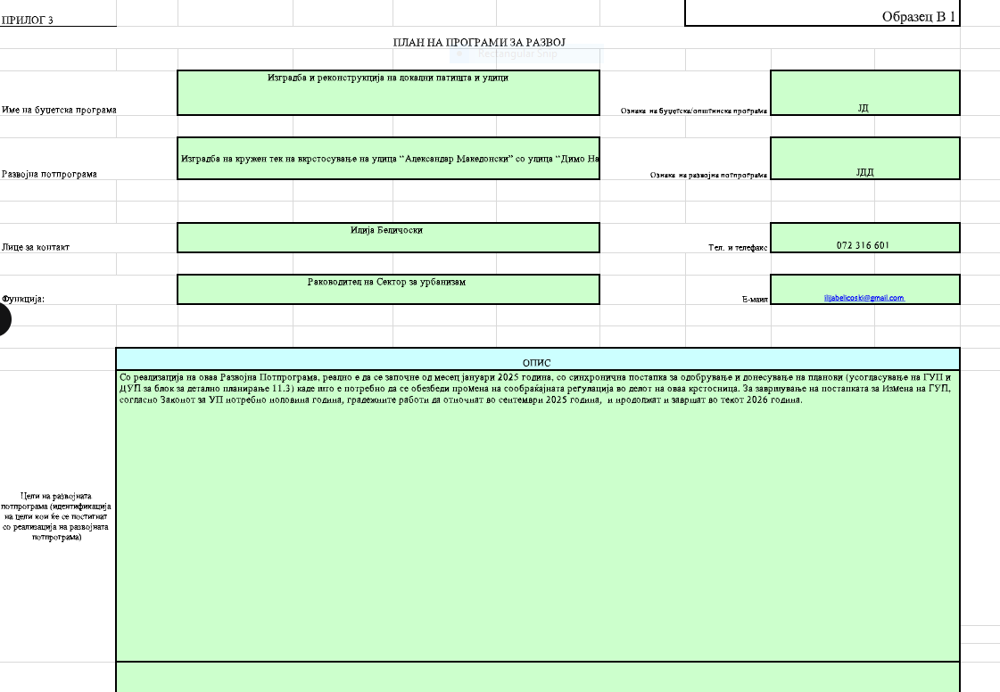 ПРИЛОГ 3
Образец В 1
ПЛАН НА ПРОГРАМИ ЗА РАЗВОЈ
Rectangular Snip
Изградба и реконструкција на локални патишта и улици
Име на буџетска програма
Ознака на буџетска/општинска програма
ЈД
Изградба на кружен тек на вкрстосување на улица “Александар Македонски” со улица “Димо На
Развојна потпрограма
Ознака на развојна потпрограма
ЈДД
Илија Беличоски
Лице за контакт
Тел. и телефакс
072 316 601
Раководител на Сектор за урбанизам
Функција:
Е-маил
ilijabelicoski@gmail.com
ОПИС
Со реализација на оваа Развојна Потпрограма, реално е да се започне од месец јануари 2025 година, со синхронична постапка за одобрување и донесување на планови (усогласување на ГУП и
ДУП за блок за детално планирање 11.3) каде што е потребно да се обезбеди промена на сообраќајната регулација во делот на оваа крстосница. За завршување на постапката за Измена на ГУП,
согласно Законот за УП потребно половина година, градежните работи да отпочнат во септември 2025 година, и продолжат и завршат во текот 2026 година.
Цели на развојната
потпрограма (идентификација
на цели кои ќе се постигнат
со реализација на развојната
потпрограма)